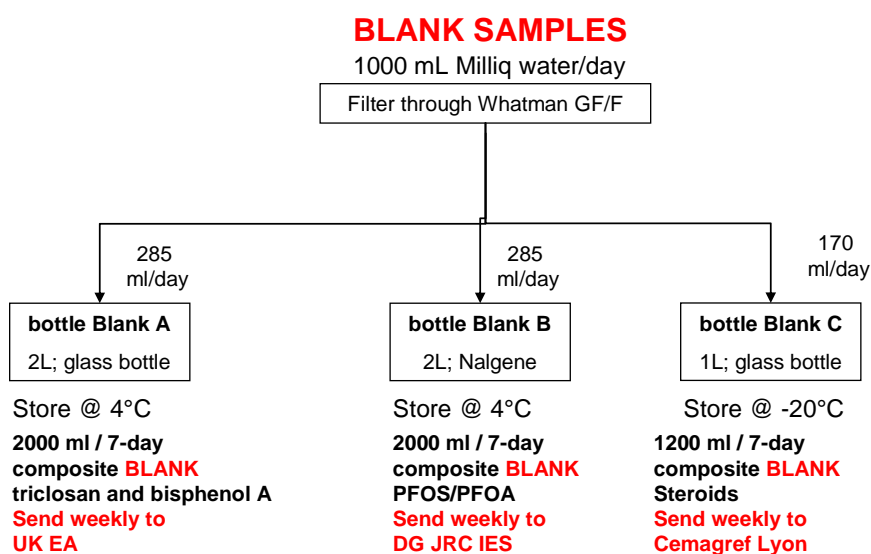 BLANK SAMPLES
1000 mL Milliq water/day
Filter through Whatman GF/F
285
ml/day
285
ml/day
170
ml/day
bottle Blank A
2L; glass bottle
Store @ 4°C
2000 ml / 7-day
composite BLANK
triclosan and bisphenol A
Send weekly to
UK EA
bottle Blank B
2L; Nalgene
Store @ 4°C
2000 ml / 7-day
composite BLANK
PFOS/PFOA
Send weekly to
DG JRC IES
bottle Blank C
1L; glass bottle
Store @ -20°C
1200 ml / 7-day
composite BLANK
Steroids
Send weekly to
Cemagref Lyon